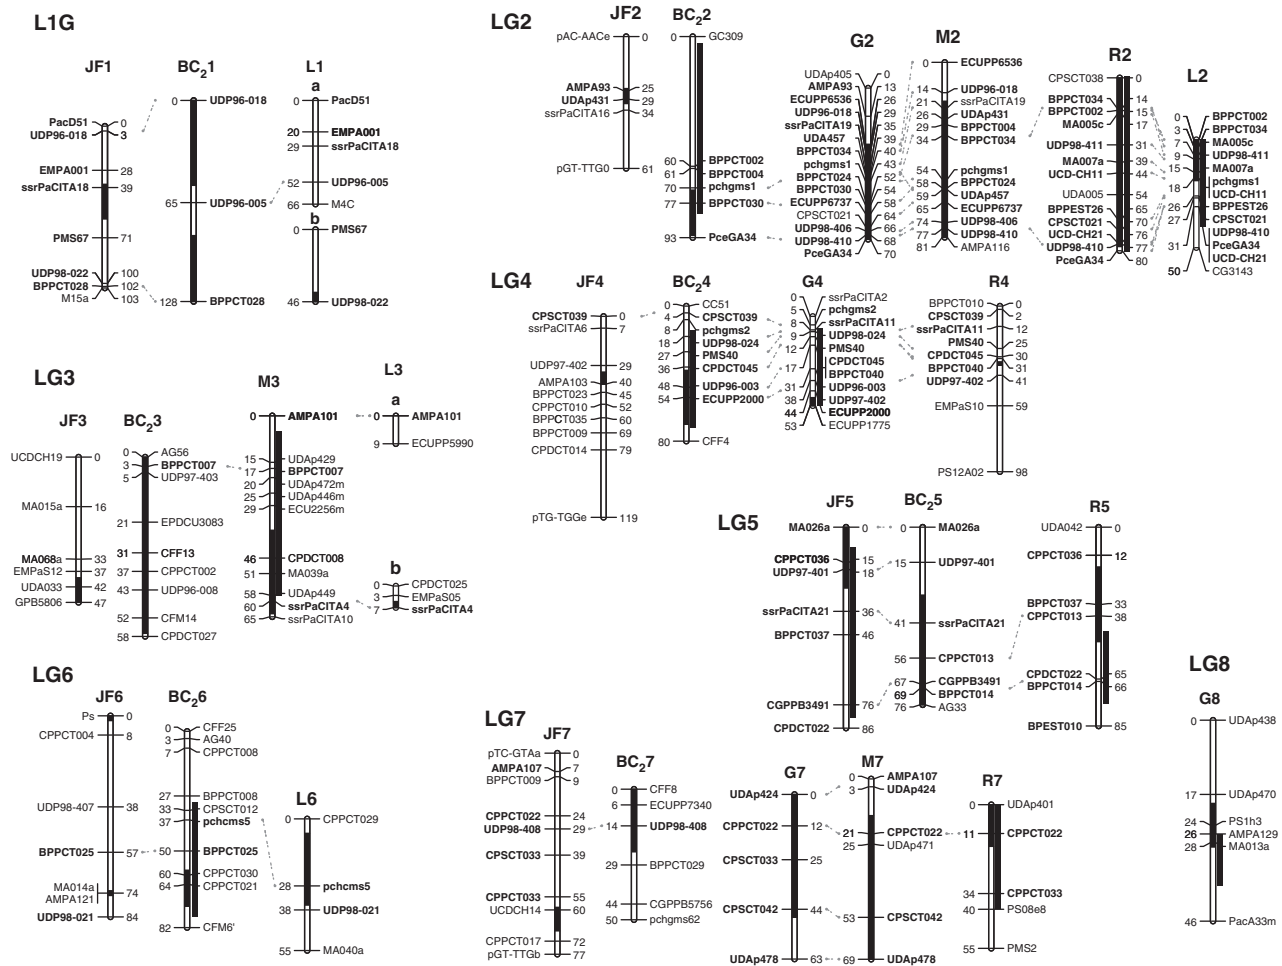 L1G
JF1
PacD51 0
UDP96-018 3
EMPA001 28
ssrPaCITA18 39
PMS67 71
UDP98-022 100
BPPCT028 102
M15a 103
BC21
0 UDP96-018
65 UDP96-005
128 BPPCT028
L1
a
0 PacD51
20 EMPA001
29 ssrPaCITA18
52 UDP96-005
66 M4C
b
0 PMS67
46 UDP98-022
LG2
JF2
pAC-AACe 0
AMPA93 25
UDAp431 29
ssrPaCITA16 34
pGT-TTG0 61
BC22
0 GC309
60 BPPCT002
61 BPPCT004
70 pchgms1
77 BPPCT030
93 PceGA34
G2
UDAp405 0
AMPA93 13
ECUPP6536 26
UDP96-018 29
ssrPaCITA19 35
UDA457 39
BPPCT034 40
pchgms1 43
BPPCT024 52
BPPCT030 54
ECUPP6737 58
CPSCT021 64
UDP98-406 66
UDP98-410 68
PceGA34 70
M2
0 ECUPP6536
14 UDP96-018
21 ssrPaCITA19
26 UDAp431
29 BPPCT004
34 BPPCT034
54 pchgms1
58 BPPCT024
59 UDAp457
65 ECUPP6737
74 UDP98-406
77 UDP98-410
81 AMPA116
R2
CPSCT038 0
BPPCT034 14
BPPCT002 15
MA005c 17
UDP98-411 31
MA007a 39
UCD-CH11 44
UDA005 54
BPPEST26 65
CPSCT021 70
UCD-CH21 76
UDP98-410 77
PceGA34 80
L2
0 BPPCT002
3 BPPCT034
7 MA005c
9 UDP98-411
15 MA007a
18 pchgms1
UCD-CH11
26 BPPEST26
27 CPSCT021
31 UDP98-410
PceGA34
UCD-CH21
50 CG3143
LG3
JF3
UCDCH19 0
MA015a 16
MA068a 33
EMPaS12 37
UDA033 42
GPB5806 47
BC23
0 AG56
3 BPPCT007
5 UDP97-403
21 EPDCU3083
31 CFF13
37 CPPCT002
43 UDP96-008
52 CFM14
58 CPDCT027
M3
0 AMPA101
15 UDAp429
17 BPPCT007
20 UDAp472m
25 UDAp446m
29 ECU2256m
46 CPDCT008
51 MA039a
58 UDAp449
60 ssrPaCITA4
65 ssrPaCITA10
L3
a
0 AMPA101
9 ECUPP5990
b
0 CPDCT025
3 EMPaS05
7 ssrPaCITA4
LG4
JF4
CPSCT039 0
ssrPaCITA6 7
UDP97-402 29
AMPA103 40
BPPCT023 45
CPPCT010 52
BPPCT035 60
BPPCT009 69
CPDCT014 79
pTG-TGGe 119
BC24
0 CC51
4 CPSCT039
8 pchgms2
18 UDP98-024
27 PMS40
36 CPDCT045
48 UDP96-003
54 ECUPP2000
80 CFF4
G4
0 ssrPaCITA2
5 pchgms2
8 ssrPaCITA11
9 UDP98-024
12 PMS40
17 CPDCT045
BPPCT040
31 UDP96-003
38 UDP97-402
44 ECUPP2000
53 ECUPP1775
R4
BPPCT010 0
CPSCT039 2
ssrPaCITA11 12
PMS40 25
CPDCT045 30
BPPCT040 31
UDP97-402 41
EMPaS10 59
PS12A02 98
LG5
JF5
MA026a 0
CPPCT036 15
UDP97-401 18
ssrPaCITA21 36
BPPCT037 46
CGPPB3491 76
CPDCT022 86
BC25
0 MA026a
15 UDP97-401
41 ssrPaCITA21
56 CPPCT013
67 CGPPB3491
69 BPPCT014
76 AG33
R5
UDA042 0
CPPCT036 12
BPPCT037 33
CPPCT013 38
CPDCT022 65
BPPCT014 66
BPEST010 85
LG6
JF6
Ps 0
CPPCT004 8
UDP98-407 38
BPPCT025 57
MA014a 74
AMPA121
UDP98-021 84
BC26
0 CFF25
3 AG40
7 CPPCT008
27 BPPCT008
33 CPSCT012
37 pchcms5
50 BPPCT025
60 CPPCT030
64 CPPCT021
82 CFM6'
L6
0 CPPCT029
28 pchcms5
38 UDP98-021
55 MA040a
LG7
JF7
pTC-GTAa 0
AMPA107 7
BPPCT009 9
CPPCT022 24
UDP98-408 29
CPSCT033 39
CPPCT033 55
UCDCH14 60
CPPCT017 72
pGT-TTGb 77
BC27
0 CFF8
6 ECUPP7340
14 UDP98-408
29 BPPCT029
44 CGPPB5756
50 pchgms62
G7
UDAp424 0
CPPCT022 12
CPSCT033 25
CPSCT042 44
UDAp478 63
M7
0 AMPA107
3 UDAp424
21 CPPCT022
25 UDAp471
53 CPSCT042
69 UDAp478
R7
0 UDAp401
11 CPPCT022
34 CPPCT033
40 PS08e8
55 PMS2
LG8
G8
0 UDAp438
17 UDAp470
24 PS1h3
26 AMPA129
28 MA013a
46 PacA33m